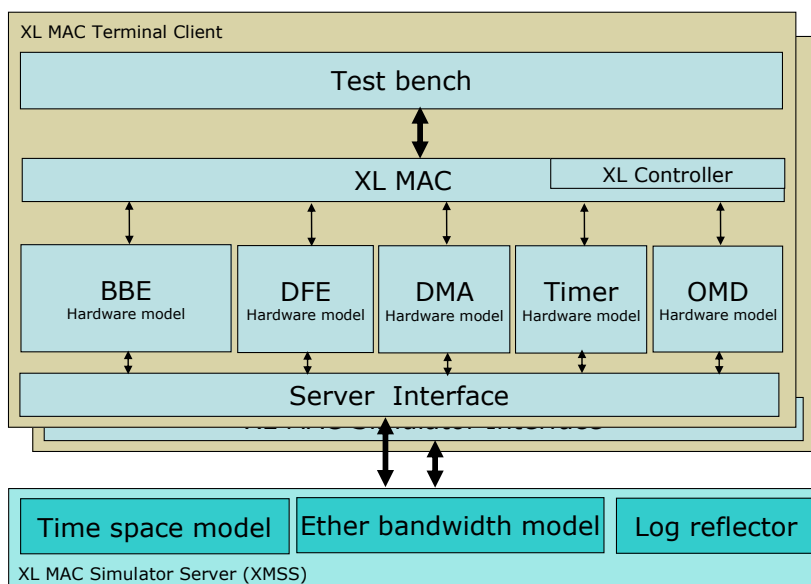 XL MAC Terminal Client
Test bench
XL MAC
XL Controller
BBE
Hardware model
DFE
Hardware model
DMA
Hardware model
Timer
Hardware model
OMD
Hardware model
Server Interface
Simulator Interface
Time space model
Ether bandwidth model
Log reflector
XL MAC Simulator Server (XMSS)